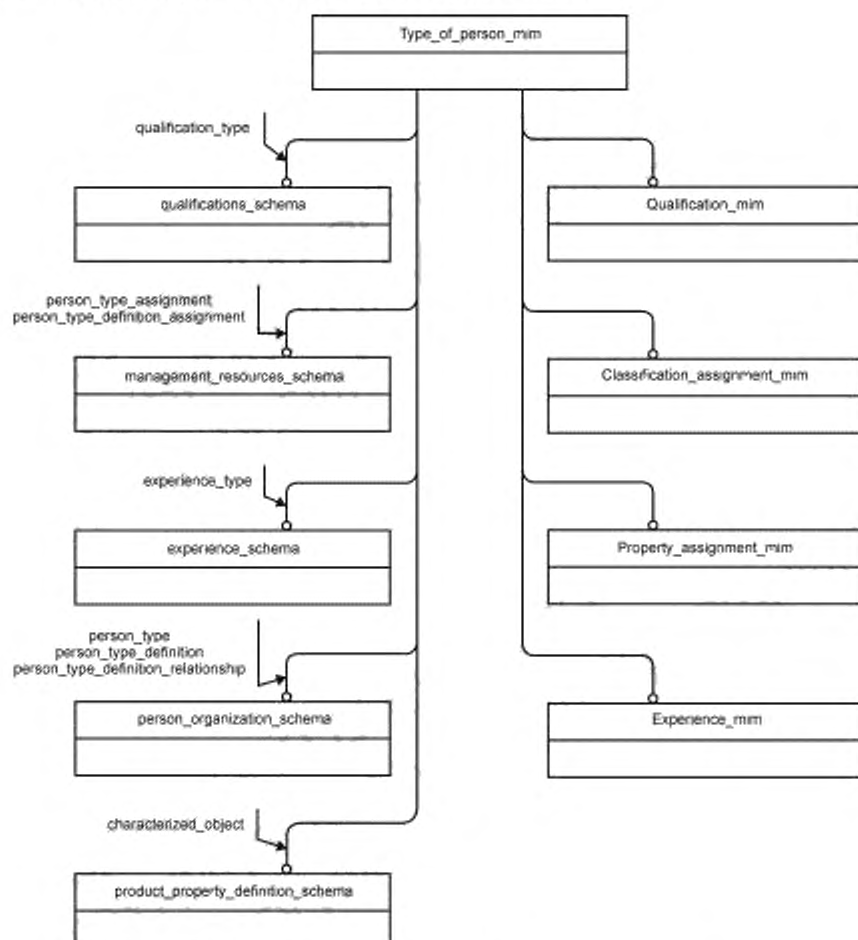 Type_of_person_mim
qualification_type
qualifications_schema
Qualification_mim
person_type_assignment
person_type_definition_assignment
management_resources_schema
Classification_assignment_mim
experience_type
experience_schema
Property_assignment_mim
person_type
person_type_definition
person_type_definition_relationship
person_organization_schema
Experience_mim
characterized_object
product_property_definition_schema